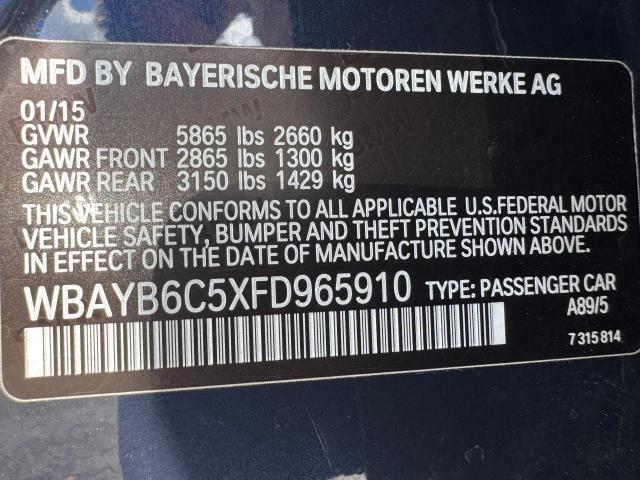 MFD BY BAYERISCHE MOTOREN WERKE AG
01/15
GVWR 5865 lbs 2660 kg
GAWR FRONT 2865 lbs 1300 kg
GAWR REAR 3150 lbs 1429 kg
THIS VEHICLE CONFORMS TO ALL APPLICABLE U.S.FEDERAL MOTOR
VEHICLE SAFETY, BUMPER AND THEFT PREVENTION STANDARDS
IN EFFECT ON THE DATE OF MANUFACTURE SHOWN ABOVE.
WBAYB6C5XFD965910 TYPE: PASSENGER CAR
A89/5
7 315 814